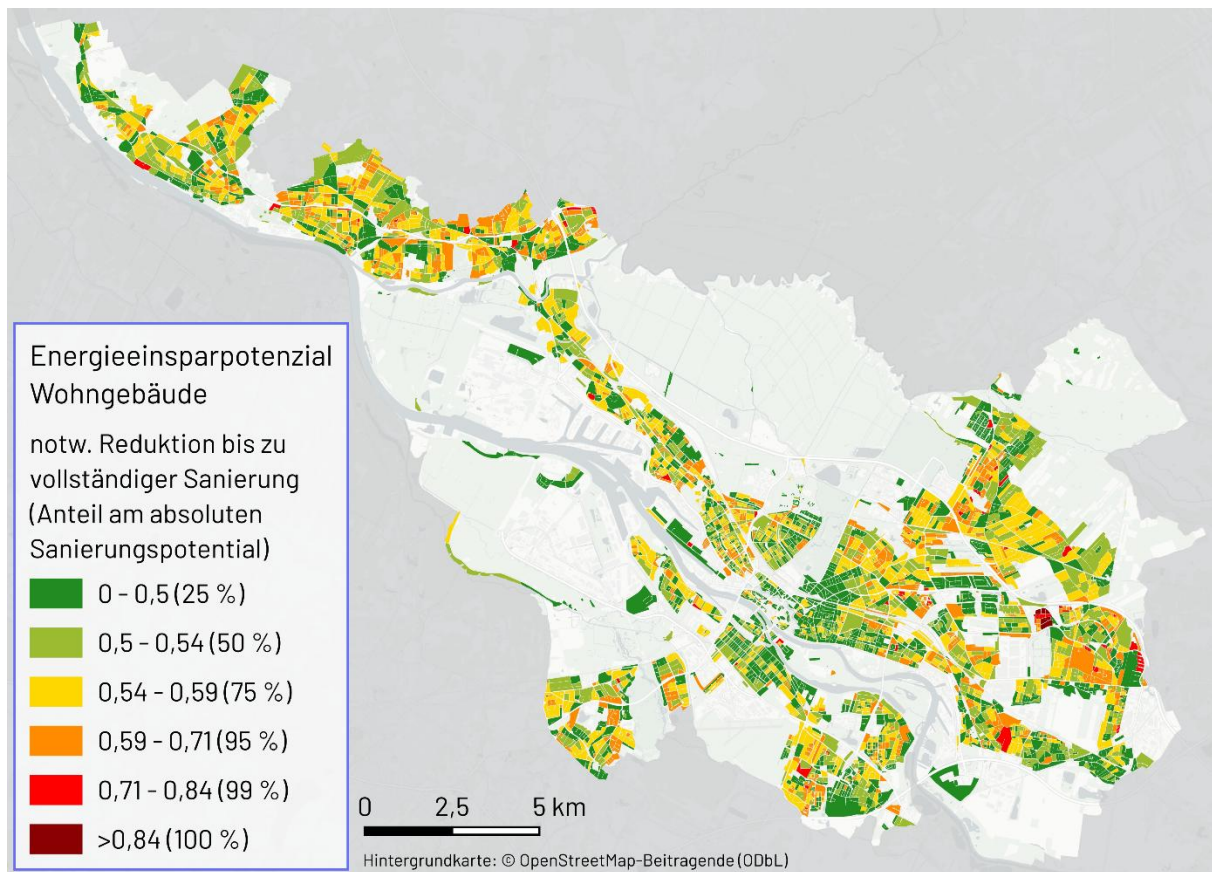 Energieeinsparpotenzial
Wohngebäude
notw. Reduktion bis zu
vollständiger Sanierung
(Anteil am absoluten
Sanierungspotential)
0 - 0,5 (25 %)
0,5 - 0,54 (50 %)
0,54 - 0,59 (75 %)
0,59 - 0,71 (95 %)
0,71 - 0,84 (99 %)
>0,84 (100 %)
0 2,5 5 km
Hintergrundkarte: © OpenStreetMap-Beitragende (ODbL)